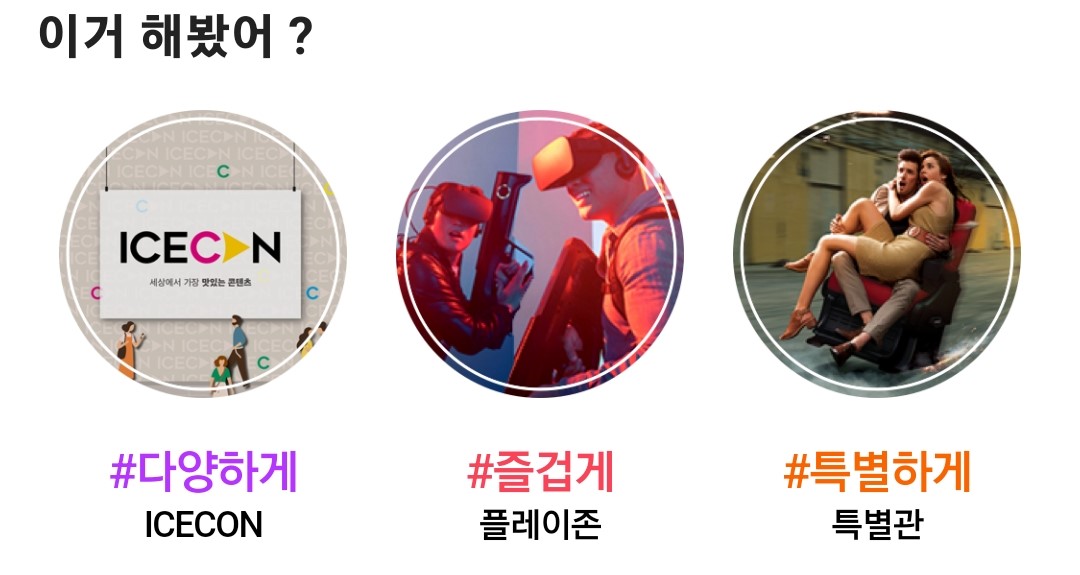 이거 해봤어 ?
ICECON
세상에서 가장 맛있는 콘텐츠
#다양하게
ICECON
#즐겁게
플레이존
#특별하게
특별관